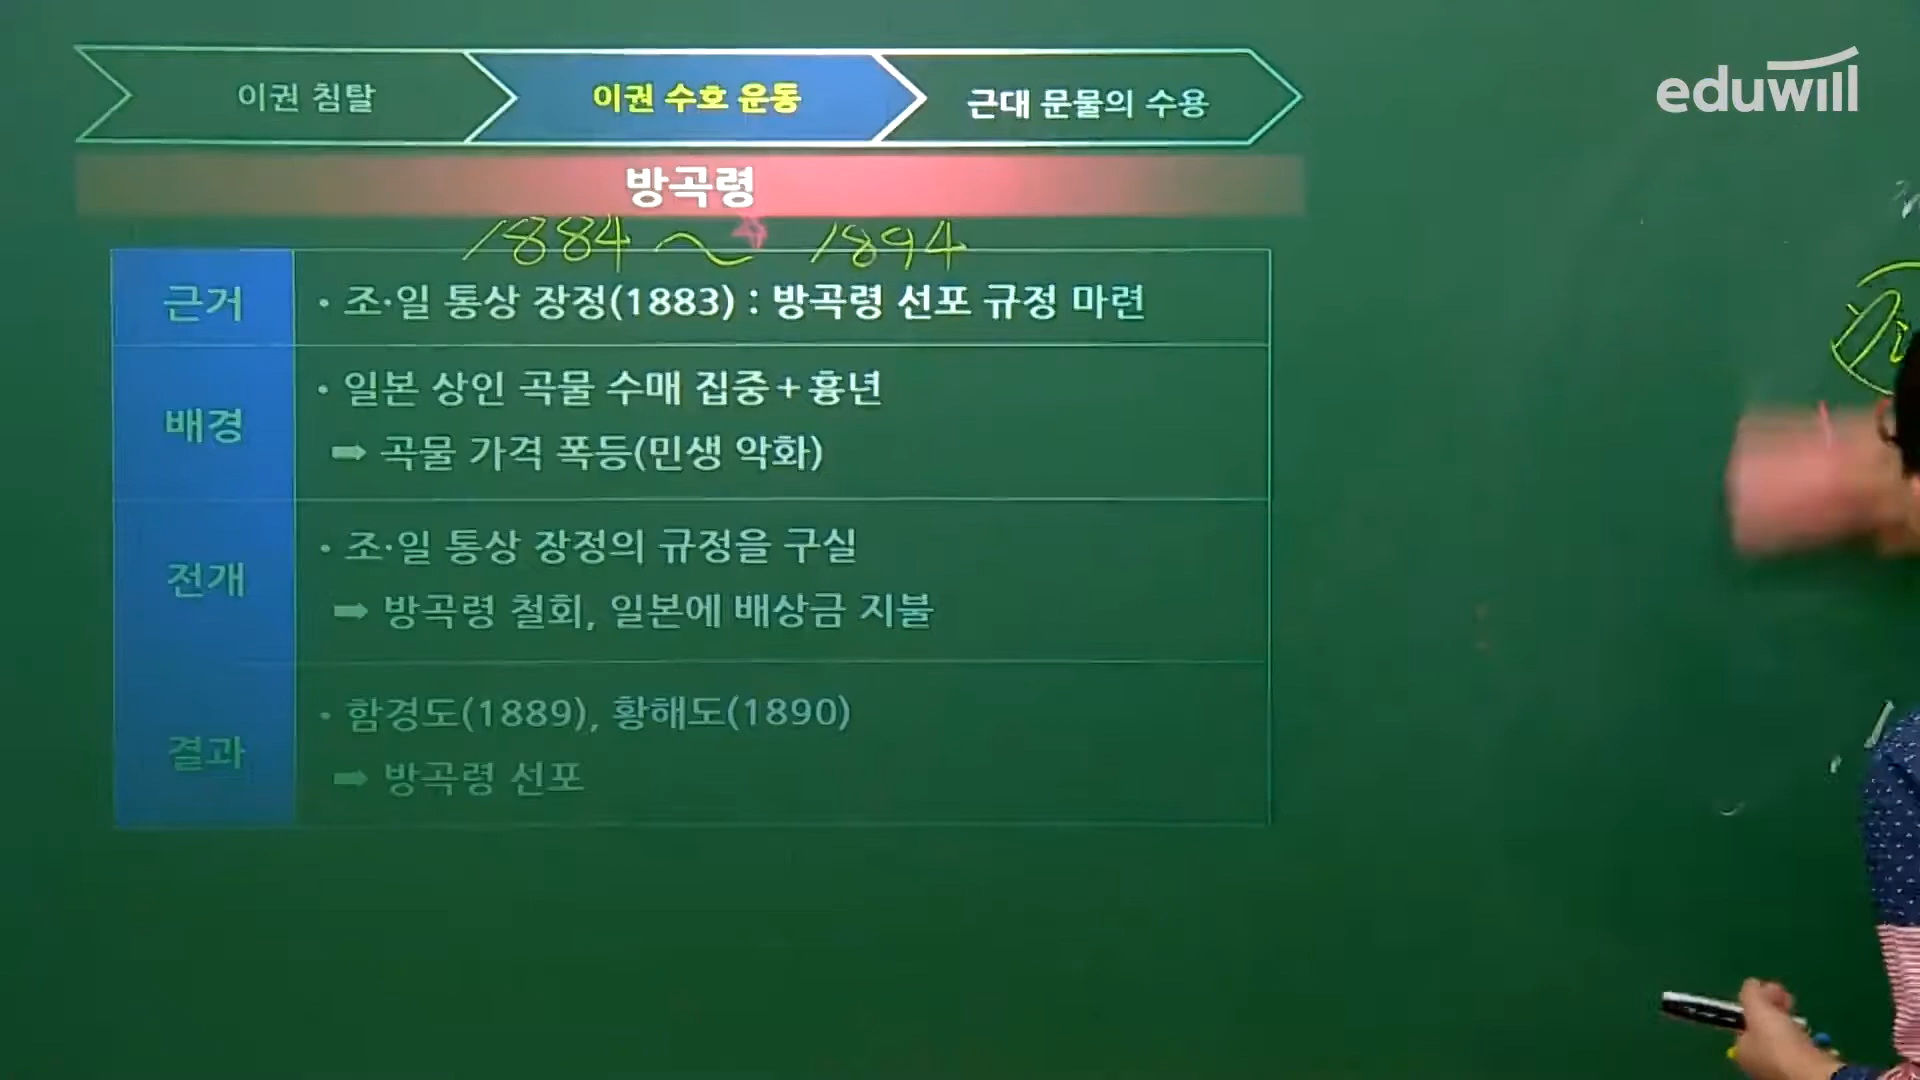 이권 침탈
이권 수호 운동
근대 문물의 수용
eduwill
방곡령
1884 ~ 1894
근거
• 조·일 통상 장정(1883) : 방곡령 선포 규정 마련
배경
• 일본 상인 곡물 수매 집중+흉년
➡ 곡물 가격 폭등(민생 악화)
전개
• 조·일 통상 장정의 규정을 구실
➡ 방곡령 철회, 일본에 배상금 지불
결과
• 함경도(1889), 황해도(1890)
➡ 방곡령 선포